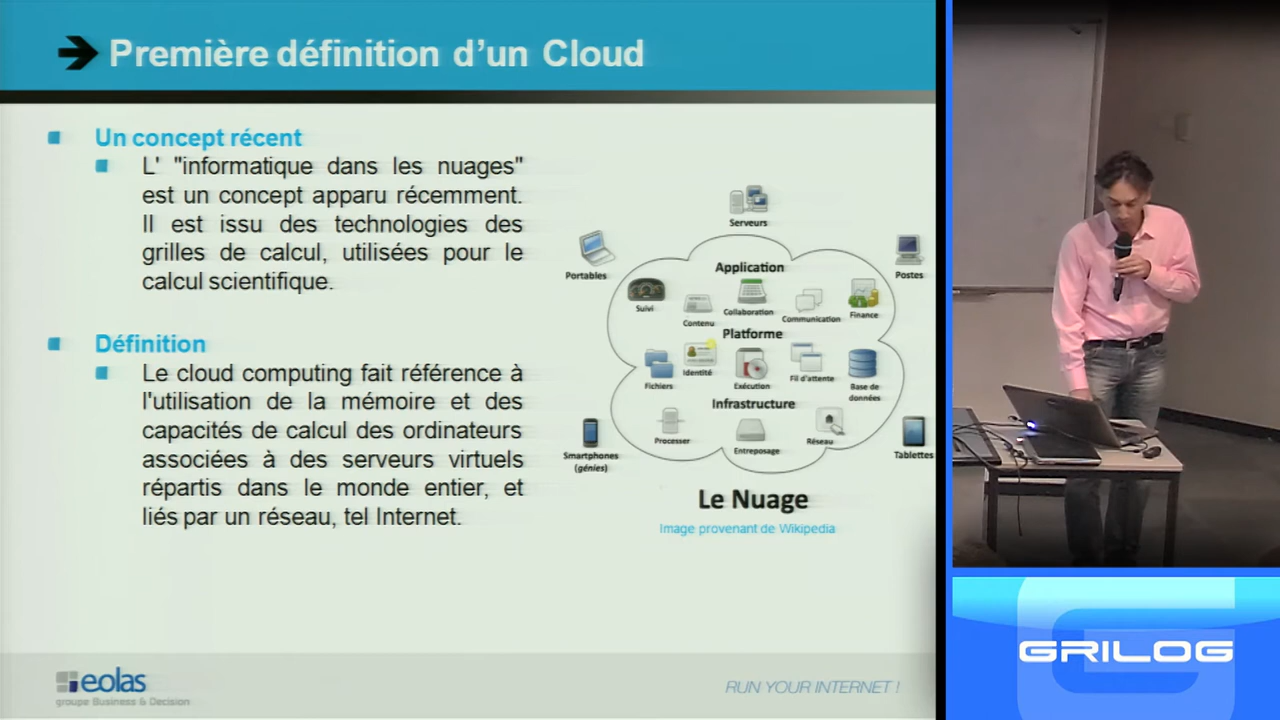 Première définition d'un Cloud
Un concept récent
L' "informatique dans les nuages"
est un concept apparu récemment.
Il est issu des technologies des
grilles de calcul, utilisées pour le
calcul scientifique.
Définition
Le cloud computing fait référence à
l'utilisation de la mémoire et des
capacités de calcul des ordinateurs
associées à des serveurs virtuels
répartis dans le monde entier, et
liés par un réseau, tel Internet.
Serveurs
Portables
Postes
Application
Suivi
Contenu
Collaboration
Communication
Finance
Platforme
Fichiers
Identité
Exécution
Fil d'attente
Base de
données
Infrastructure
Processer
Entreposage
Réseau
Smartphones
(génies)
Tablettes
Le Nuage
Image provenant de Wikipedia
eolas
groupe Business & Decision
RUN YOUR INTERNET !
GRILOG